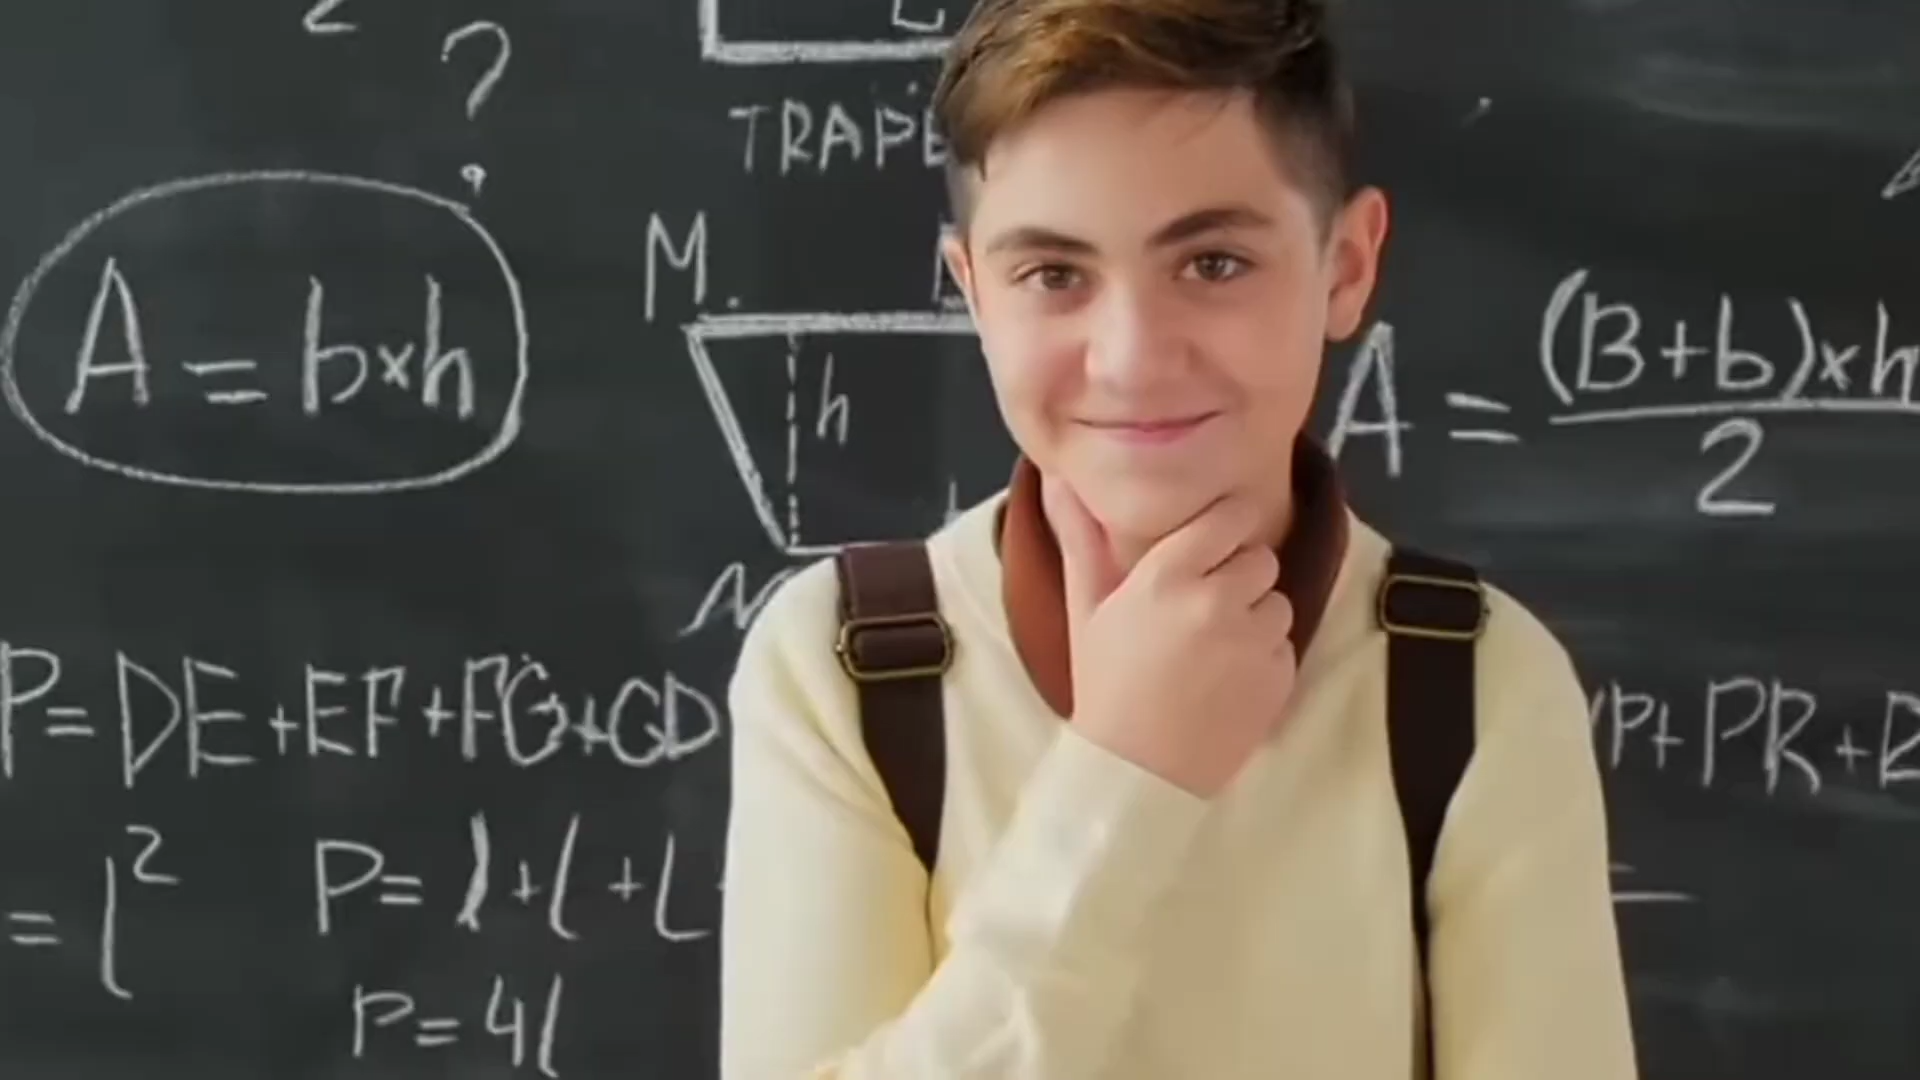 2
?
TRAPE
M
A = b×h
h
A = (B+b)×h
2
N
P= DE+EF+FG+GD
P+PR+
= l²
P= l+l+L
P=4l